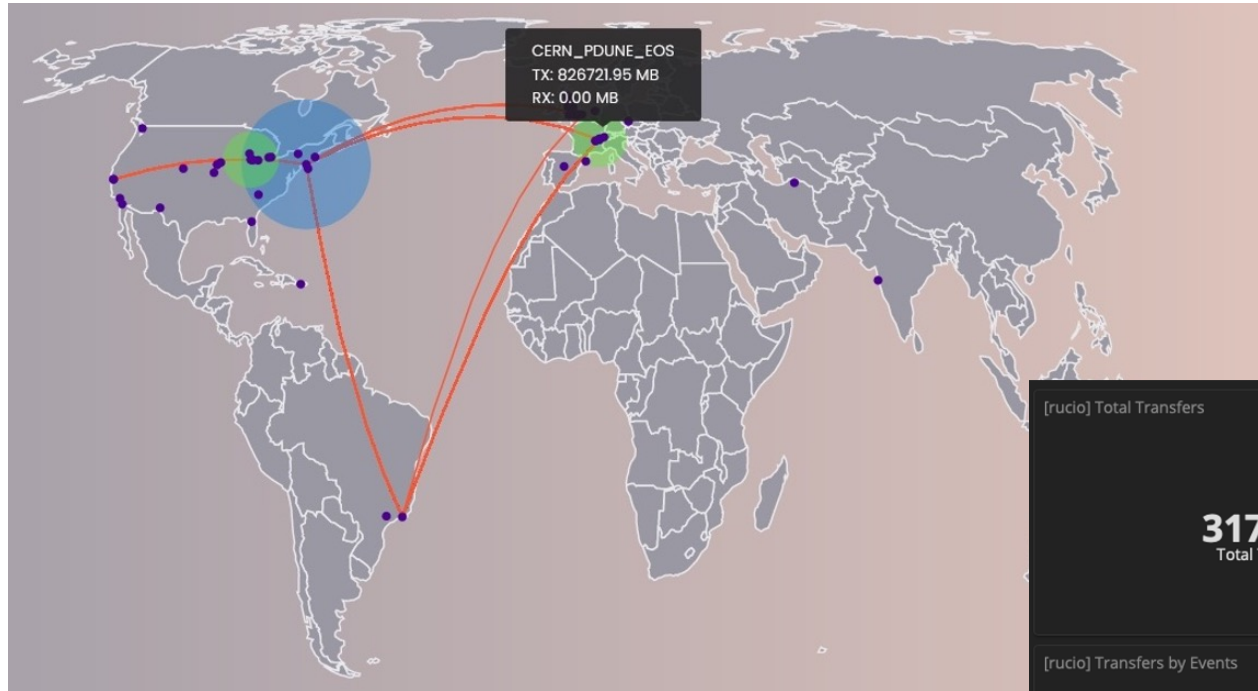 CERN_PDUNE_EOS
TX: 826721.95 MB
RX: 0.00 MB
[rucio] Total Transfers
317
Total
[rucio] Transfers by Events